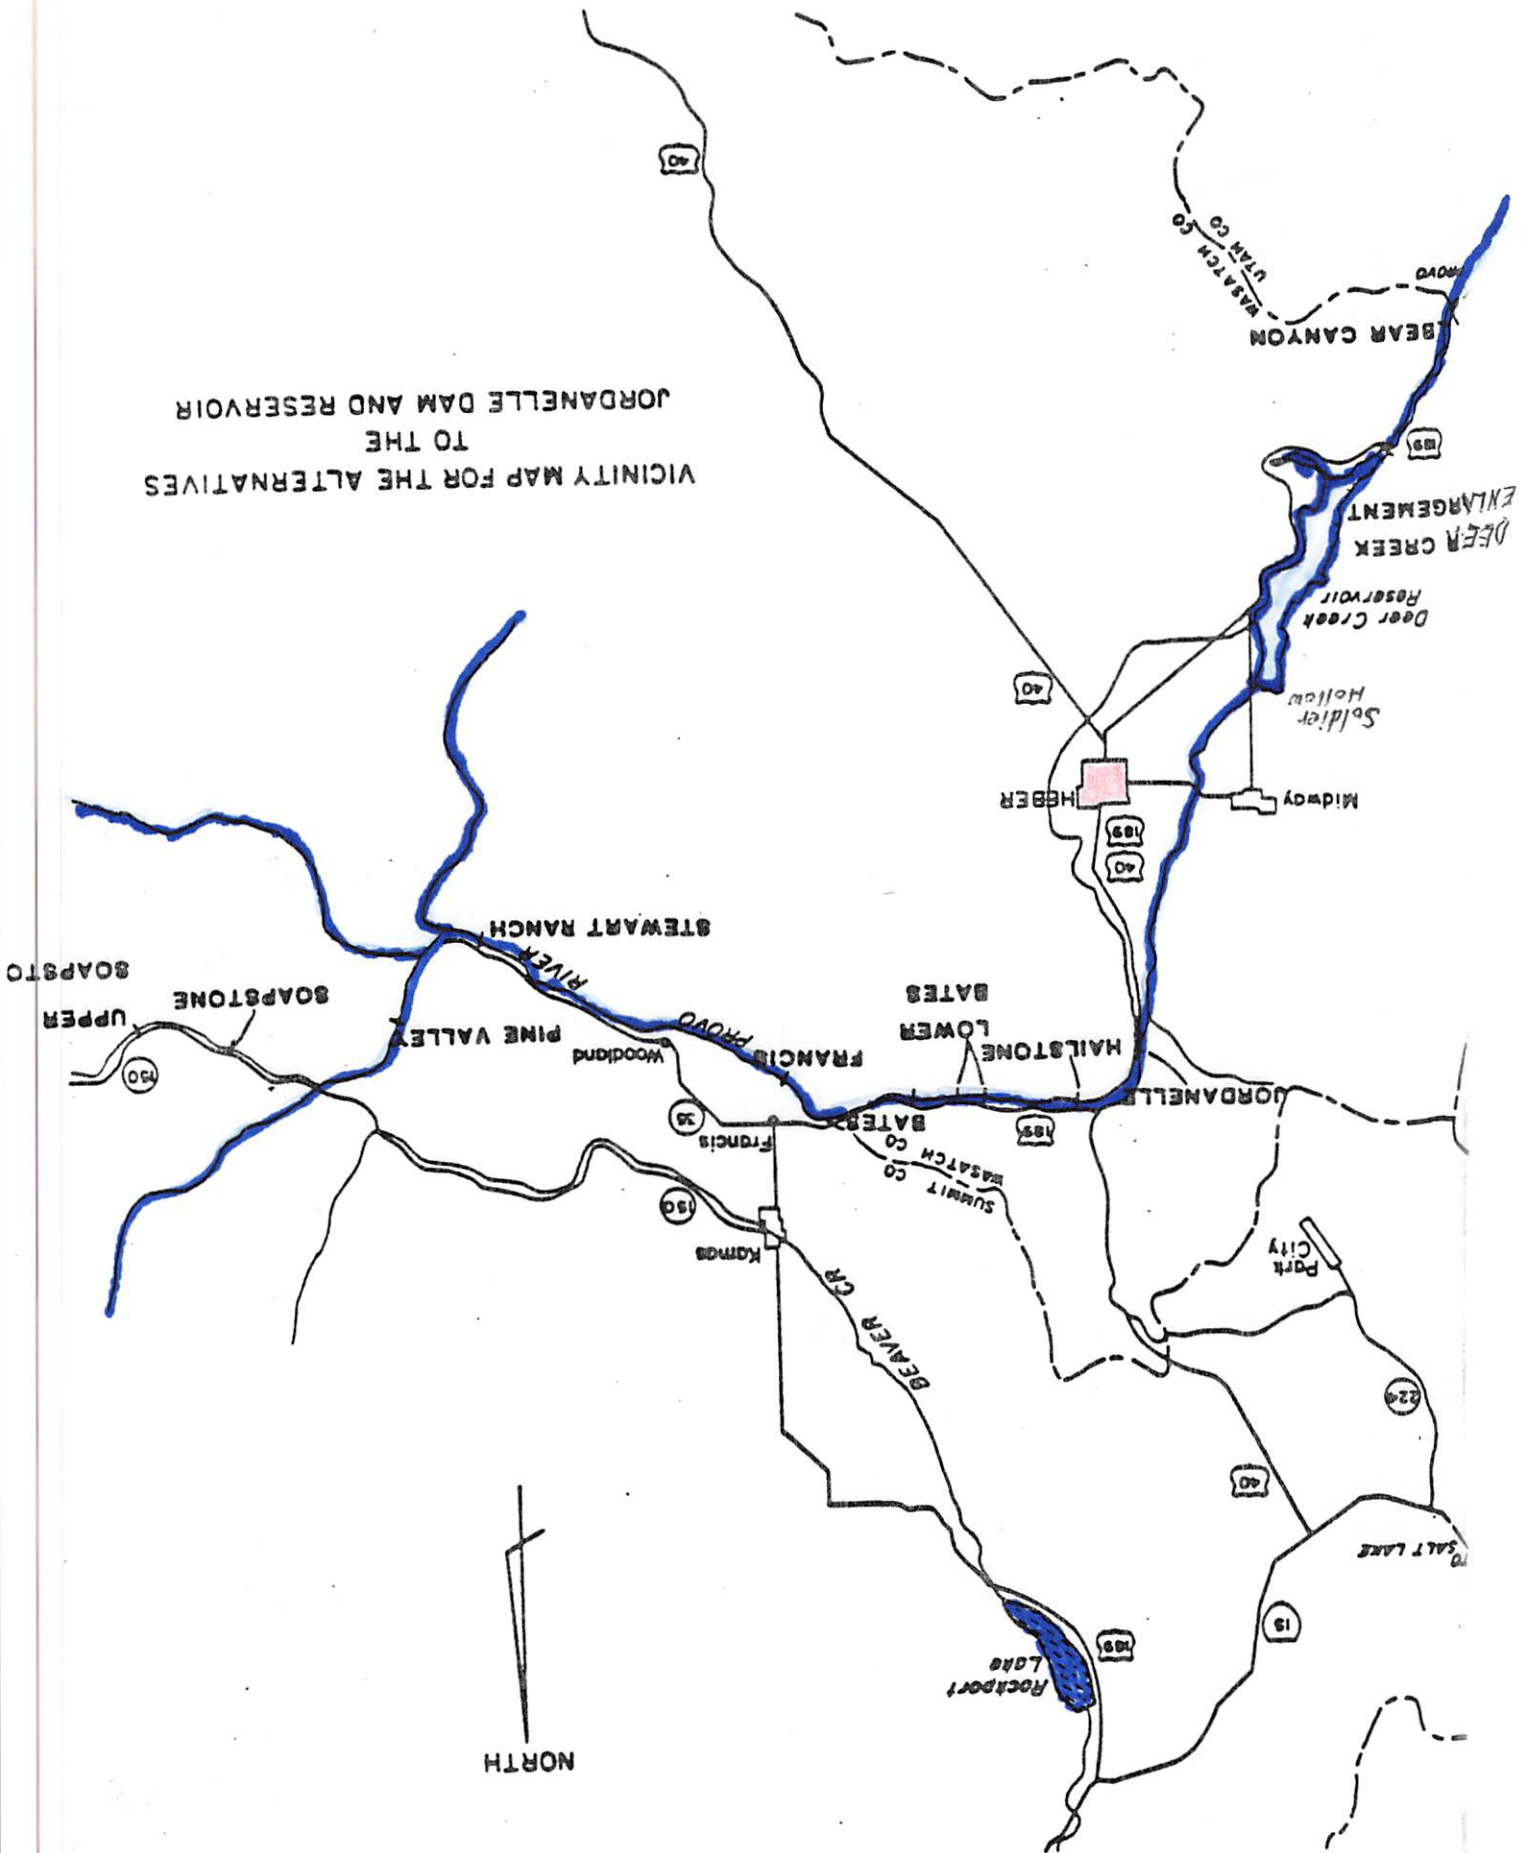 NORTH
Rockport
Lake
189
15
TO SALT LAKE
40
224
BEAVER CR
Park
City
Kamas
150
SUMMIT CO
WASATCH CO
Francis
35
189
BATES
JORDANELLE
HAILSTONE
LOWER
BATES
FRANCIS
PROVO
RIVER
Woodland
PINE VALLEY
150
UPPER
SOAPSTO
SOAPSTONE
STEWART RANCH
40
189
Midway
HEBER
Soldier
Hollow
40
Deer Creek
Reservoir
DEER CREEK
ENLARGEMENT
189
VICINITY MAP FOR THE ALTERNATIVES
TO THE
JORDANELLE DAM AND RESERVOIR
BEAR CANYON
PROVO
WASATCH CO
UTAH CO
40